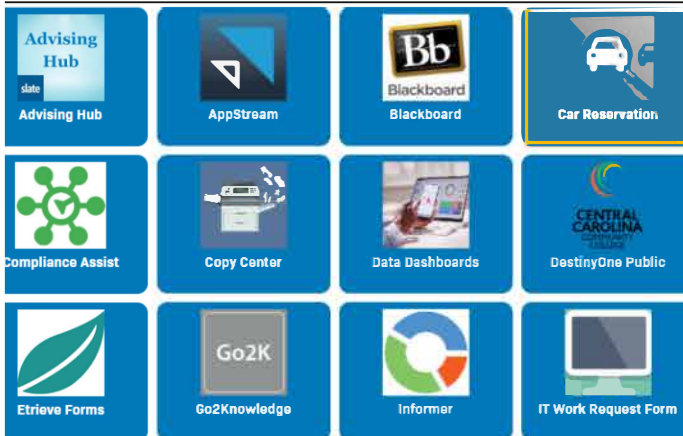 Advising
Hub
slate
Advising Hub
AppStream
Bb
Blackboard
Blackboard
Car Reservation
Compliance Assist
Copy Center
Data Dashboards
CENTRAL
CAROLINA
COMMUNITY
COLLEGE
DestinyOne Public
Etrieve Forms
Go2K
Go2Knowledge
Informer
IT Work Request Form